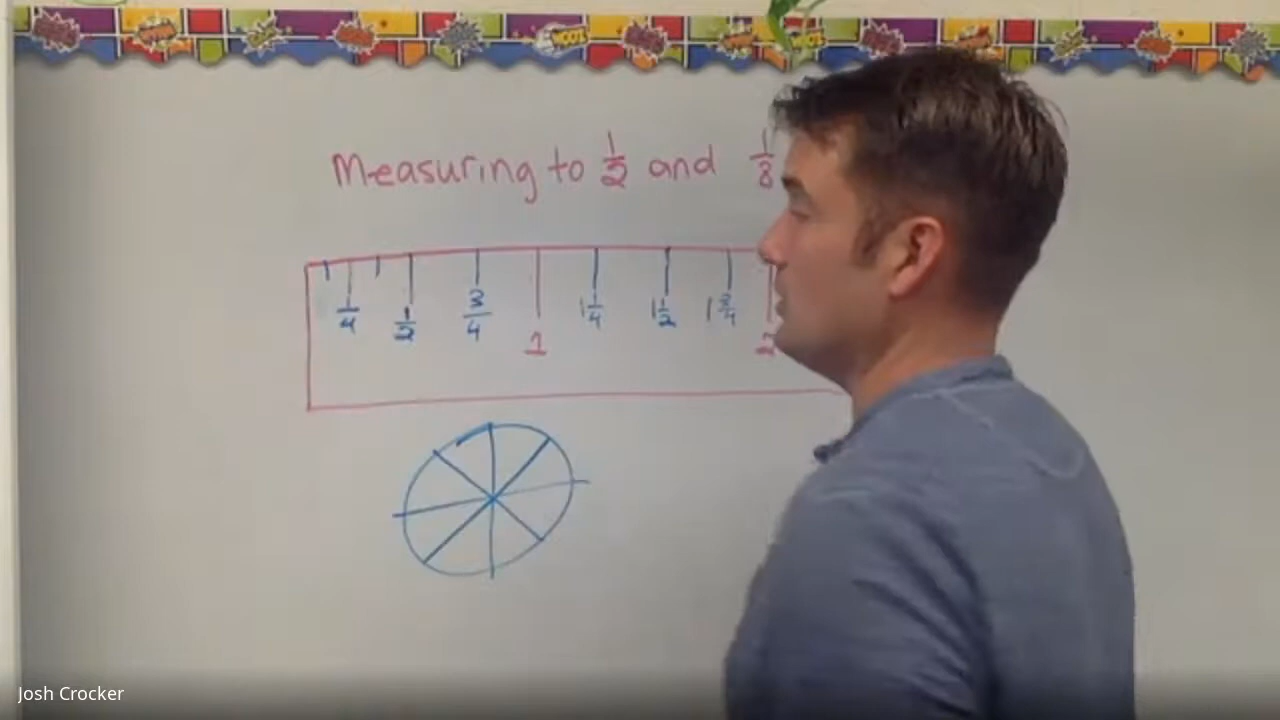 Measuring to 1/2 and 1/8
1/4 1/2 3/4 1 1 1/4 1 1/2 1 3/4 2
Josh Crocker